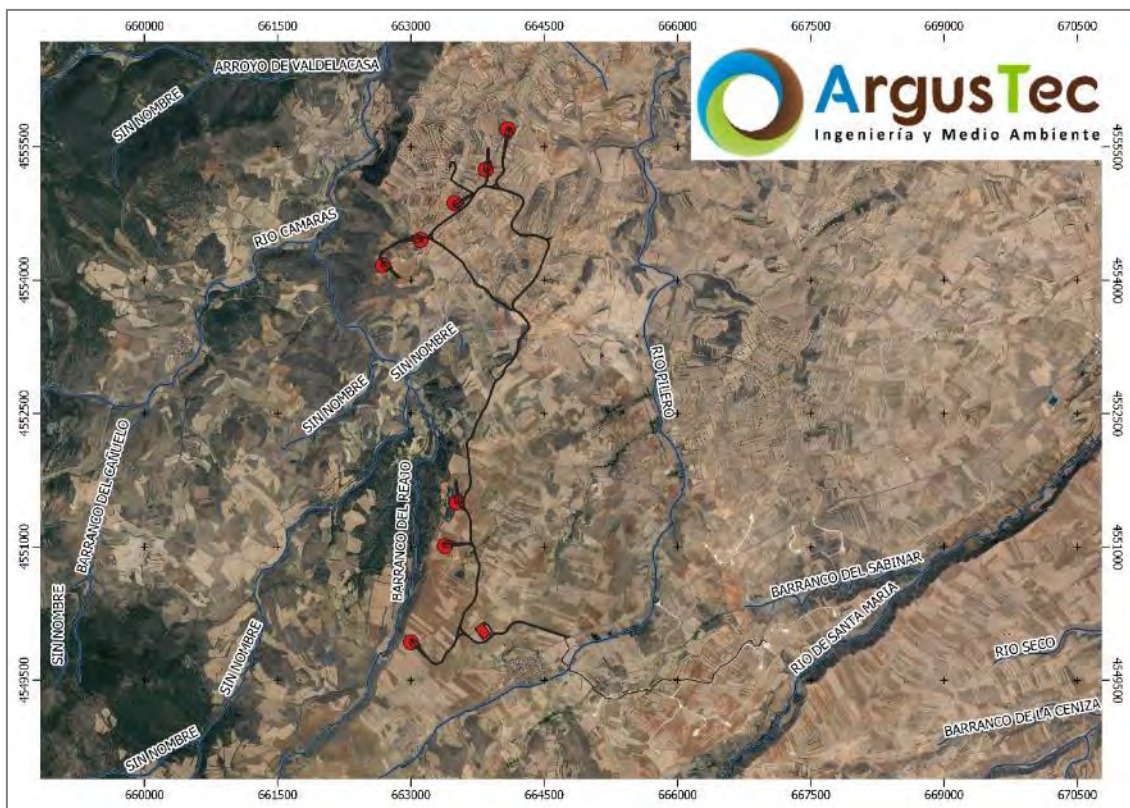 660000
661500
663000
664500
666000
667500
669000
670500
ArgusTec
Ingeniería y Medio Ambiente
ARROYO DE VALDELACASA
SIN NOMBRE
4555500
4555500
RIO CAMARAS
4554000
4554000
SIN NOMBRE
SIN NOMBRE
RIO PILERO
4552500
4552500
BARRANCO DEL CAÑUELO
BARRANCO DEL REAJO
4551000
4551000
BARRANCO DEL SABINAR
SIN NOMBRE
SIN NOMBRE
RIO DE SANTA MARIA
RIO SECO
4549500
4549500
BARRANCO DE LA CENIZA
SIN NOMBRE
660000
661500
663000
664500
666000
667500
669000
670500